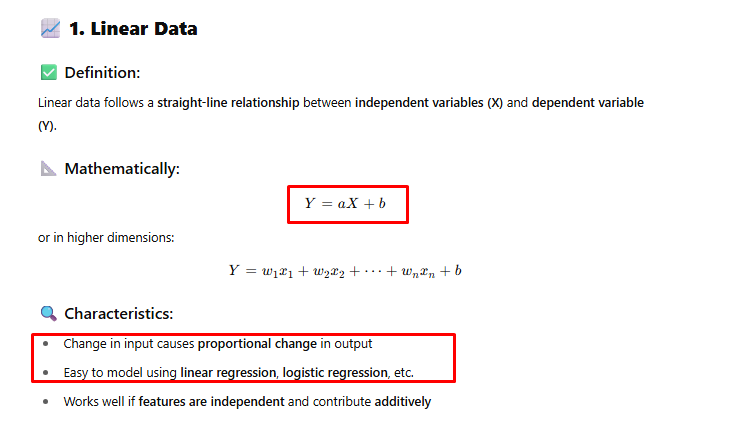 1. Linear Data
Definition:
Linear data follows a straight-line relationship between independent variables (X) and dependent variable
(Y).
Mathematically:
Y = aX + b
or in higher dimensions:
Y = w₁x₁ + w₂x₂ + ⋯ + wₙxₙ + b
Characteristics:
• Change in input causes proportional change in output
• Easy to model using linear regression, logistic regression, etc.
• Works well if features are independent and contribute additively